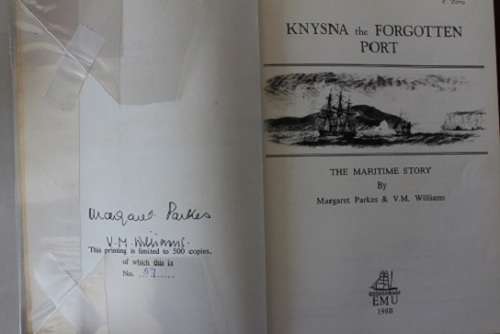 Margaret Parkes
V.M. Williams.
This printing is limited to 500 copies,
of which this is
No. 57
KNYSNA the FORGOTTEN
PORT
THE MARITIME STORY
By
Margaret Parkes & V.M. Williams
EMU
1988